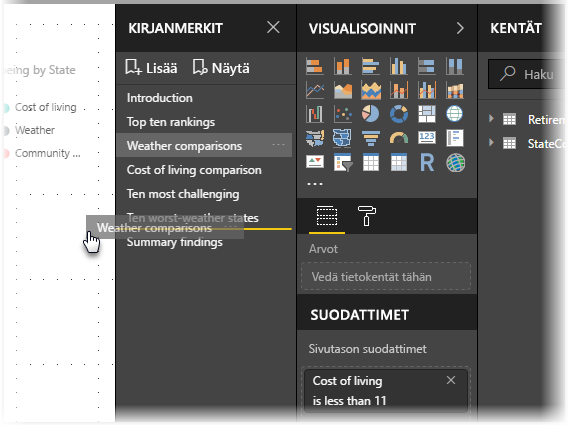 eing by State
Cost of living
Weather
Community ...
KIRJANMERKIT
Lisää
Näytä
Introduction
Top ten rankings
Weather comparisons
Cost of living comparison
Ten most challenging
Ten worst-weather states
Weather comparisons
Summary findings
VISUALISOINNIT
123
R
Arvot
Vedä tietokentät tähän
SUODATTIMET
Sivutason suodattimet
Cost of living
is less than 11
KENTÄT
Haku
Retirem
StateCo